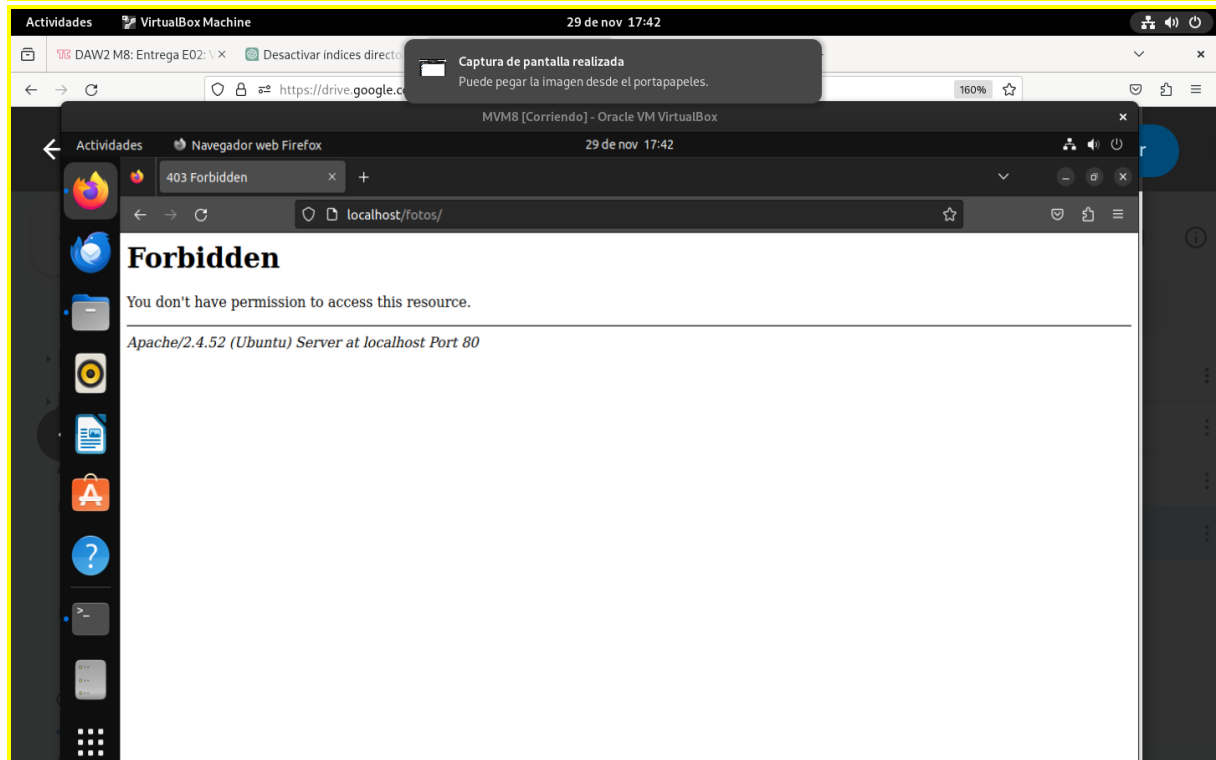 Actividades VirtualBox Machine 29 de nov 17:42
DAW2 M8: Entrega E02: Desactivar índices directo
Captura de pantalla realizada
Puede pegar la imagen desde el portapapeles.
https://drive.google.c 160%
MVM8 [Corriendo] - Oracle VM VirtualBox
Actividades Navegador web Firefox 29 de nov 17:42
403 Forbidden
localhost/fotos/
Forbidden
You don't have permission to access this resource.
Apache/2.4.52 (Ubuntu) Server at localhost Port 80